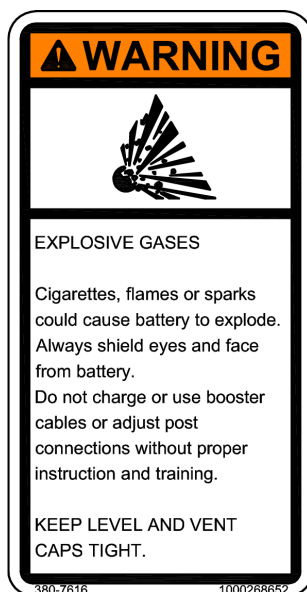 WARNING
EXPLOSIVE GASES
Cigarettes, flames or sparks
could cause battery to explode.
Always shield eyes and face
from battery.
Do not charge or use booster
cables or adjust post
connections without proper
instruction and training.
KEEP LEVEL AND VENT
CAPS TIGHT.
380-7616 1000268652